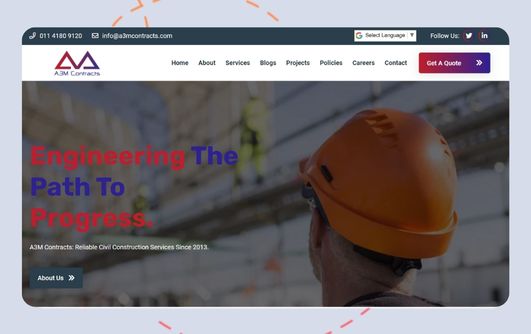 011 4180 9120 info@a3mcontracts.com Select Language ▼ Follow Us:
A3M Contracts
Home About Services Blogs Projects Policies Careers Contact Get A Quote
Engineering The
Path To
Progress.
A3M Contracts: Reliable Civil Construction Services Since 2013.
About Us